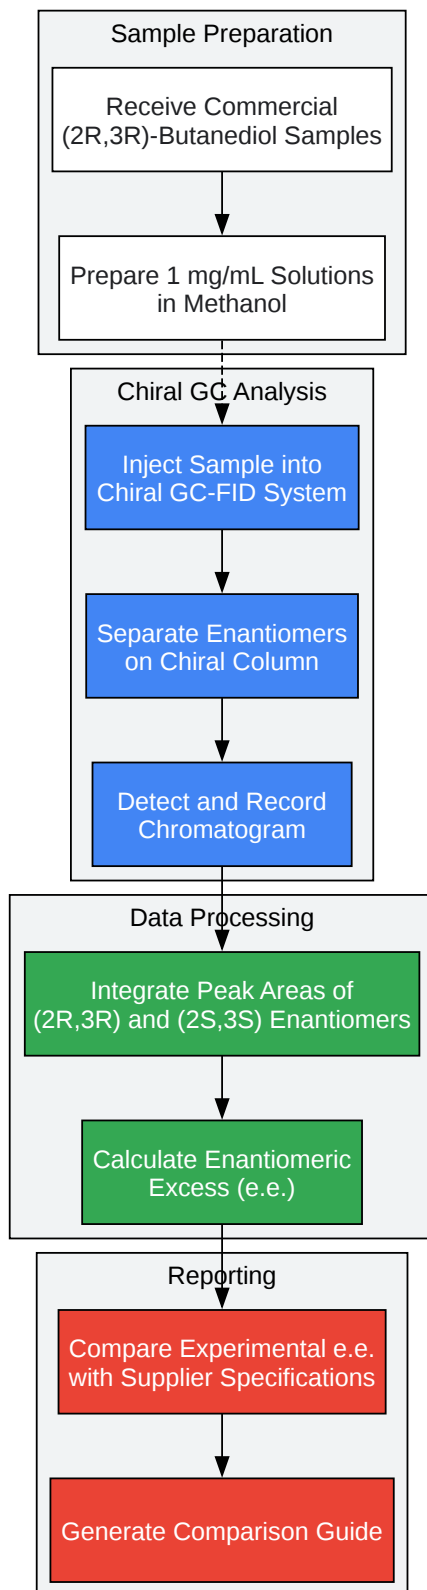 Sample Preparation
Receive Commercial
(2R,3R)-Butanediol Samples
Prepare 1 mg/mL Solutions
in Methanol
Chiral GC Analysis
Inject Sample into
Chiral GC-FID System
Separate Enantiomers
on Chiral Column
Detect and Record
Chromatogram
Data Processing
Integrate Peak Areas of
(2R,3R) and (2S,3S) Enantiomers
Calculate Enantiomeric
Excess (e.e.)
Reporting
Compare Experimental e.e.
with Supplier Specifications
Generate Comparison Guide